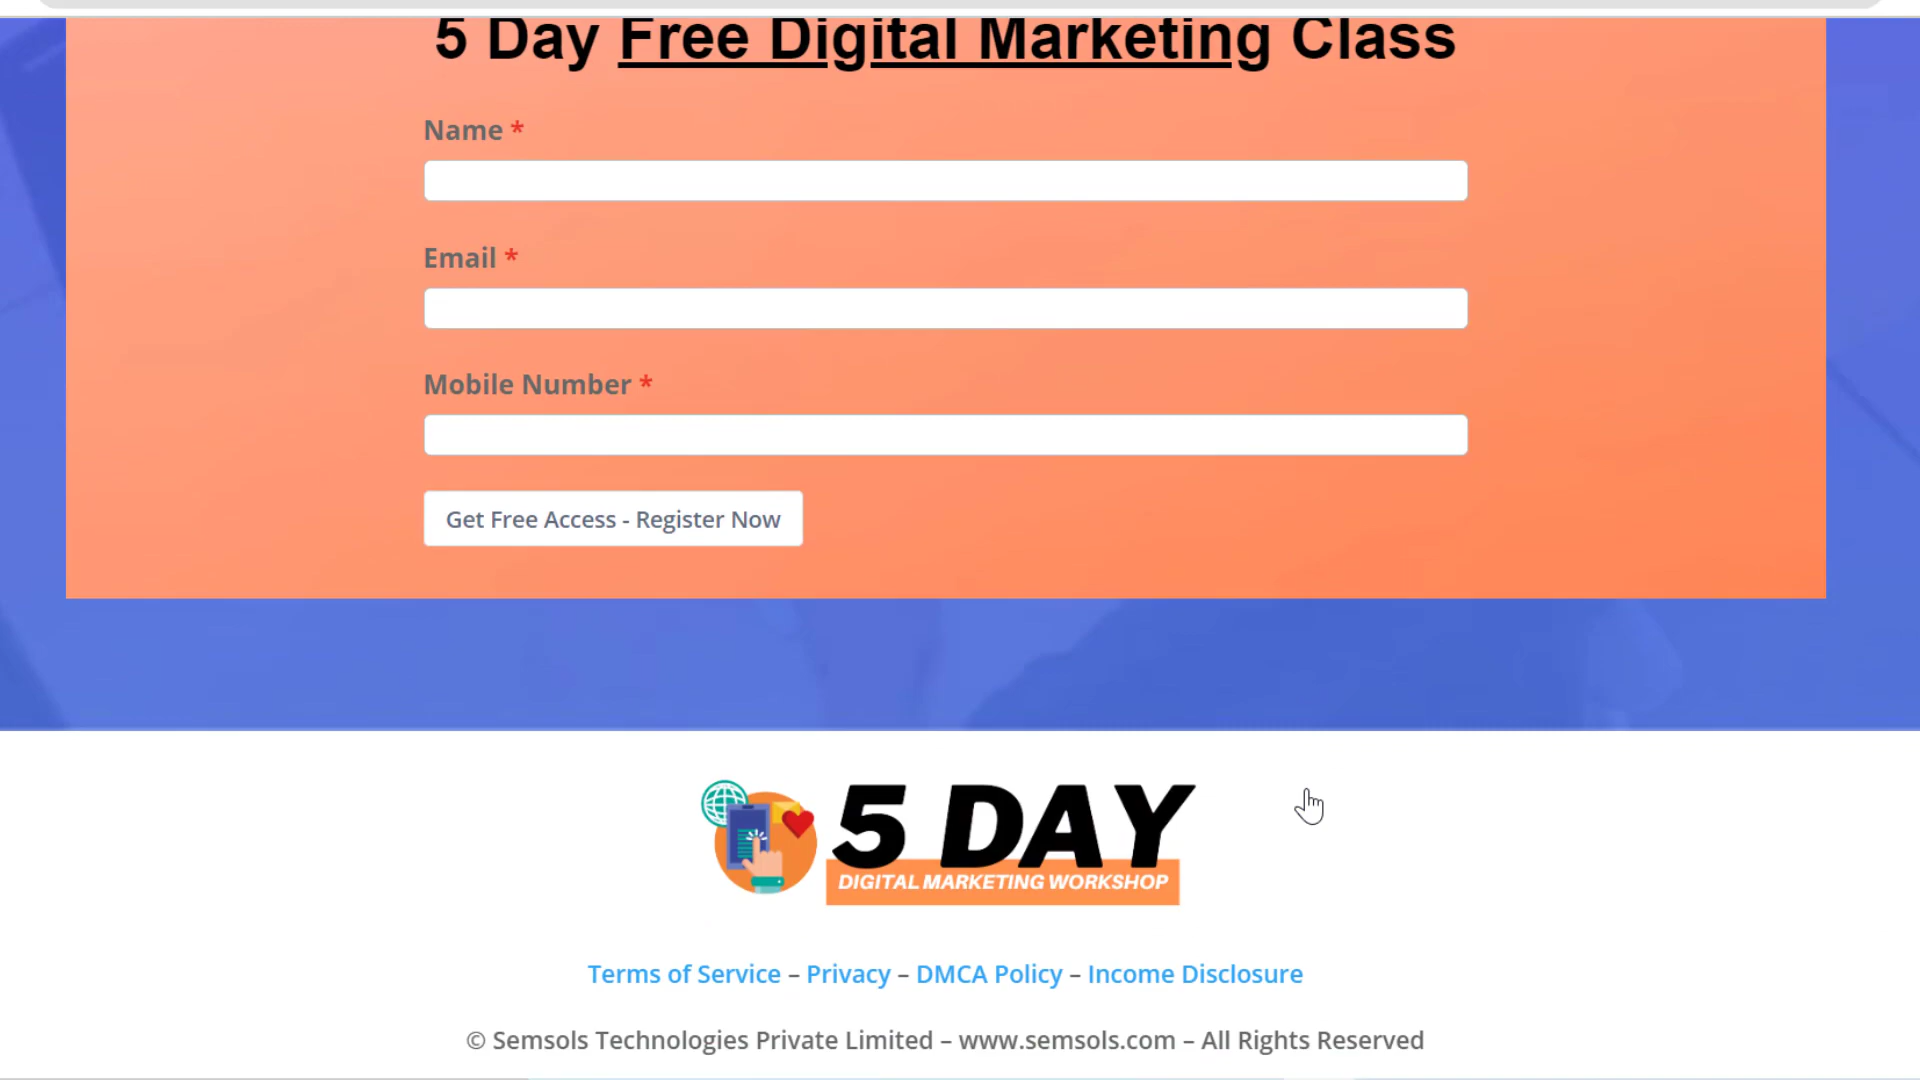 5 Day Free Digital Marketing Class
Name *
Email *
Mobile Number *
Get Free Access - Register Now
5 DAY
DIGITAL MARKETING WORKSHOP
Terms of Service – Privacy – DMCA Policy – Income Disclosure
© Semsols Technologies Private Limited – www.semsols.com – All Rights Reserved